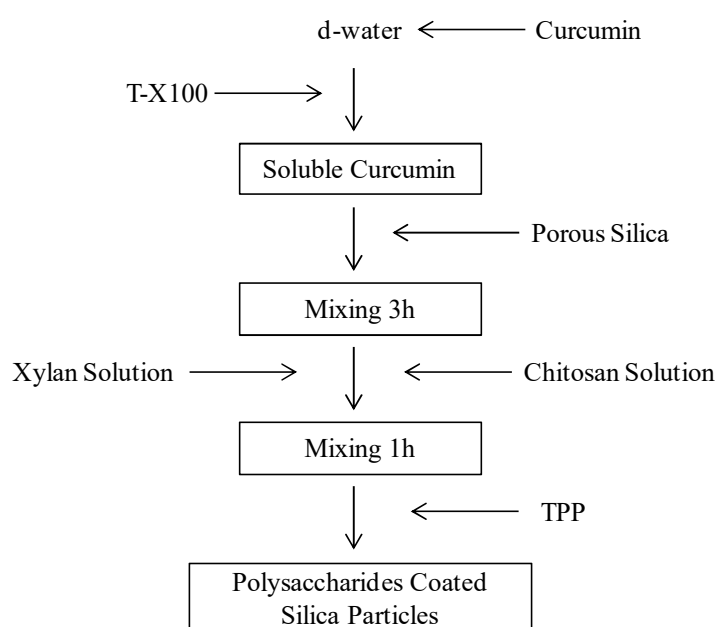 d-water
Curcumin
T-X100
Soluble Curcumin
Porous Silica
Mixing 3h
Xylan Solution
Chitosan Solution
Mixing 1h
TPP
Polysaccharides Coated
Silica Particles